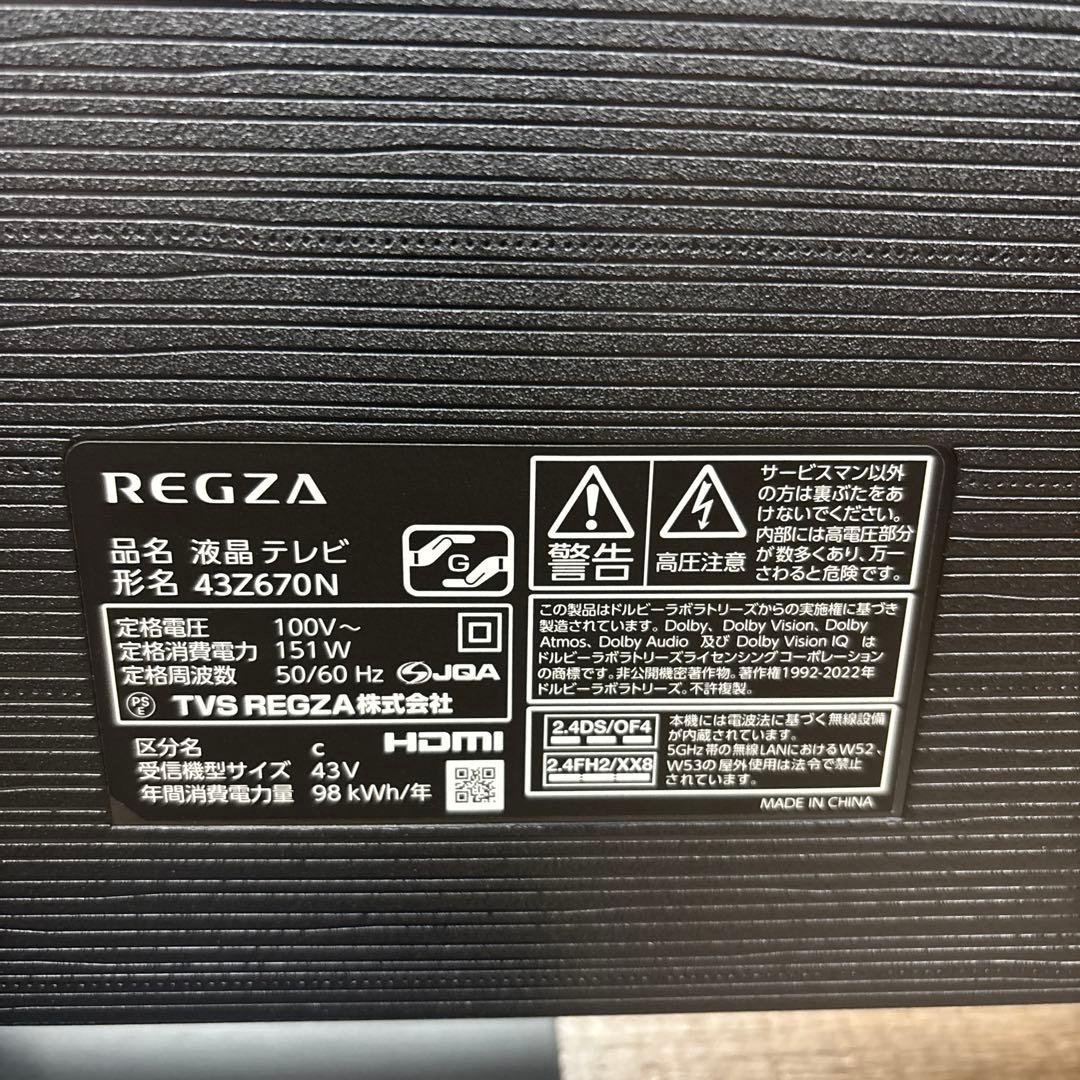 REGZA
品名 液晶テレビ
形名 43Z670N
G
定格電圧 100V~
定格消費電力 151W
定格周波数 50/60 Hz
JQA
PS
E
TVS REGZA株式会社
区分名 c
HDMI
受信機型サイズ 43V
年間消費電力量 98 kWh/年
警告
高圧注意
サービスマン以外
の方は裏ぶたをあ
けないでください。
内部には高電圧部分
が数多くあり、万一
さわると危険です。
この製品はドルビーラボラトリーズからの実施権に基づき
製造されています。Dolby、Dolby Vision、Dolby
Atmos、Dolby Audio 及び Dolby Vision IQ は
ドルビーラボラトリーズライセンシングコーポレーション
の商標です。非公開機密著作物。著作権1992-2022年
ドルビーラボラトリーズ。不許複製。
2.4DS/OF4
2.4FH2/XX8
本機には電波法に基づく無線設備
が内蔵されています。
5GHz帯の無線LANにおけるW52、
W53の屋外使用は法令で禁止
されています。
MADE IN CHINA